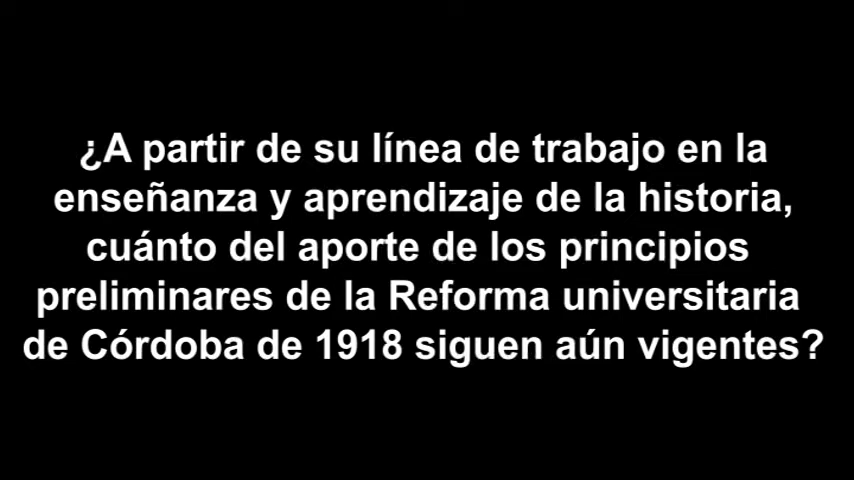 ¿A partir de su línea de trabajo en la
enseñanza y aprendizaje de la historia,
cuánto del aporte de los principios
preliminares de la Reforma universitaria
de Córdoba de 1918 siguen aún vigentes?